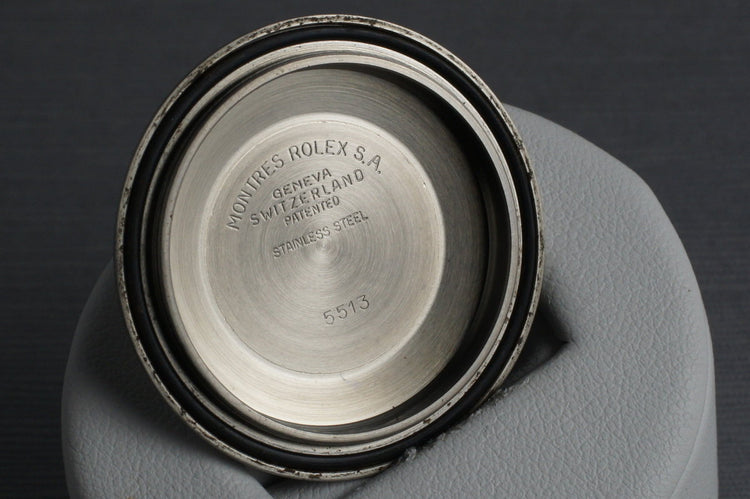 MONTRES ROLEX S.A.
GENEVA
SWITZERLAND
PATENTED
STAINLESS STEEL
5513